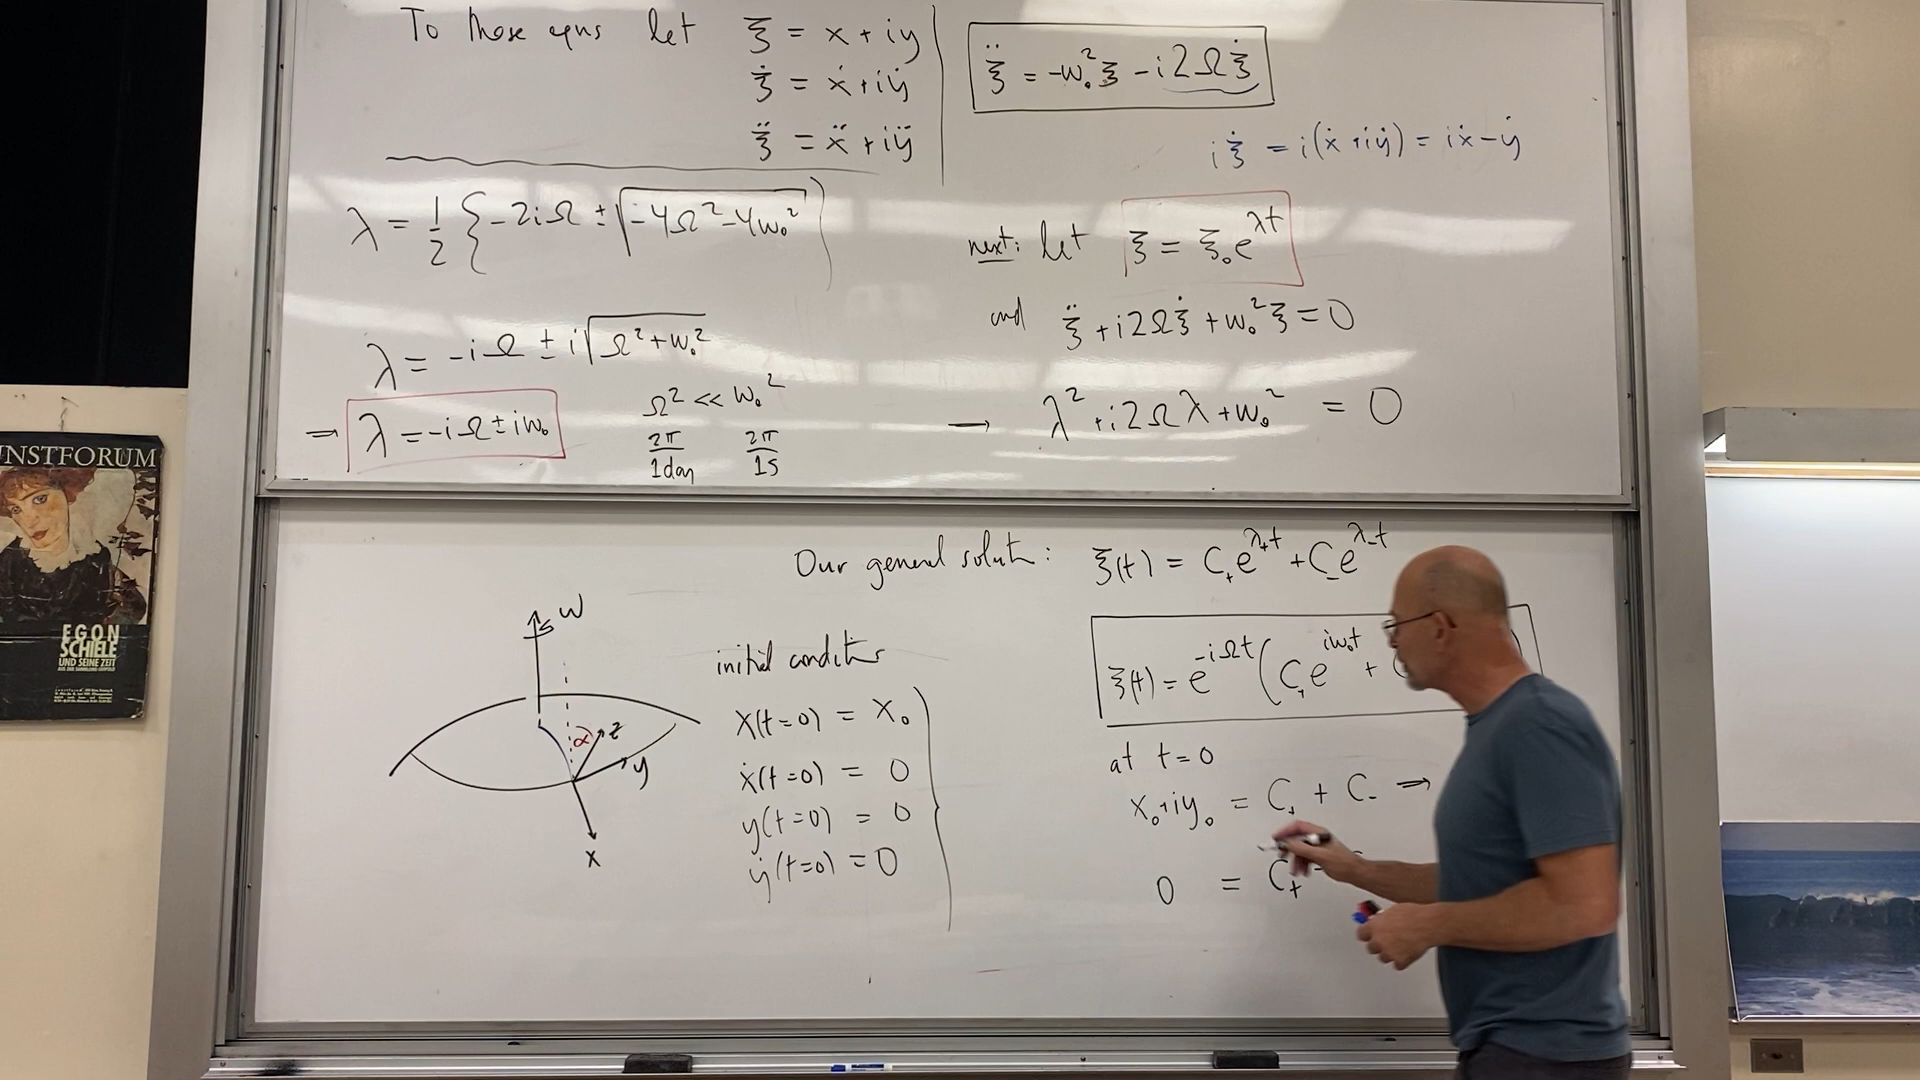 To those eqns let ξ = x + iy
ξ̇ = ẋ + iẏ
ξ̈ = ẍ + iÿ
ξ̈ = -ω₀²ξ - i2Ωξ̇
iξ̇ = i(ẋ + iẏ) = iẋ - ẏ
λ = 1/2 { -2iΩ ± √(-4Ω² - 4ω₀²) }
λ = -iΩ ± i√(Ω² + ω₀²)
Ω² << ω₀²
2π/1day 2π/1s
→ λ = -iΩ ± iω₀
next: let ξ = ξ₀e^(λt)
and ξ̈ + i2Ωξ̇ + ω₀²ξ = 0
→ λ² + i2Ωλ + ω₀² = 0
Our general solutn: ξ(t) = C₊e^(λ₊t) + C₋e^(λ₋t)
ω
α
z
y
x
initial conditns
x(t=0) = x₀
ẋ(t=0) = 0
y(t=0) = 0
ẏ(t=0) = 0
ξ(t) = e^(-iΩt) (C₊e^(iω₀t) +
at t=0
x₀ + iy₀ = C₊ + C₋ →
0 = C₊ -
NSTFORUM
EGON
SCHIELE
UND SEINE ZEIT